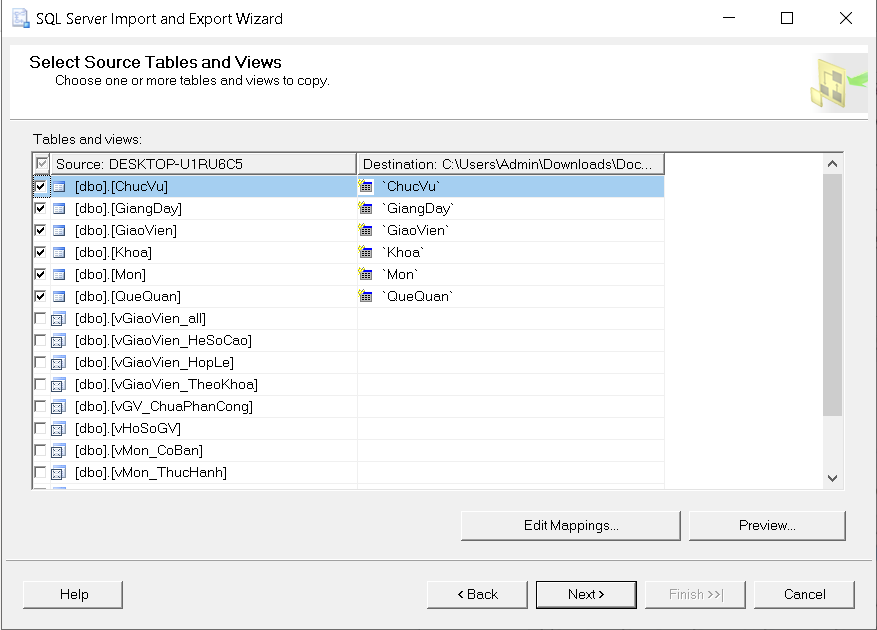 SQL Server Import and Export Wizard
Select Source Tables and Views
Choose one or more tables and views to copy.
Tables and views:
Source: DESKTOP-U1RU6C5 Destination: C:\Users\Admin\Downloads\Doc...
[dbo].[ChucVu] `ChucVu`
[dbo].[GiangDay] `GiangDay`
[dbo].[GiaoVien] `GiaoVien`
[dbo].[Khoa] `Khoa`
[dbo].[Mon] `Mon`
[dbo].[QueQuan] `QueQuan`
[dbo].[vGiaoVien_all]
[dbo].[vGiaoVien_HeSoCao]
[dbo].[vGiaoVien_HopLe]
[dbo].[vGiaoVien_TheoKhoa]
[dbo].[vGV_ChuaPhanCong]
[dbo].[vHoSoGV]
[dbo].[vMon_CoBan]
[dbo].[vMon_ThucHanh]
Edit Mappings... Preview...
Help < Back Next > Finish >>| Cancel